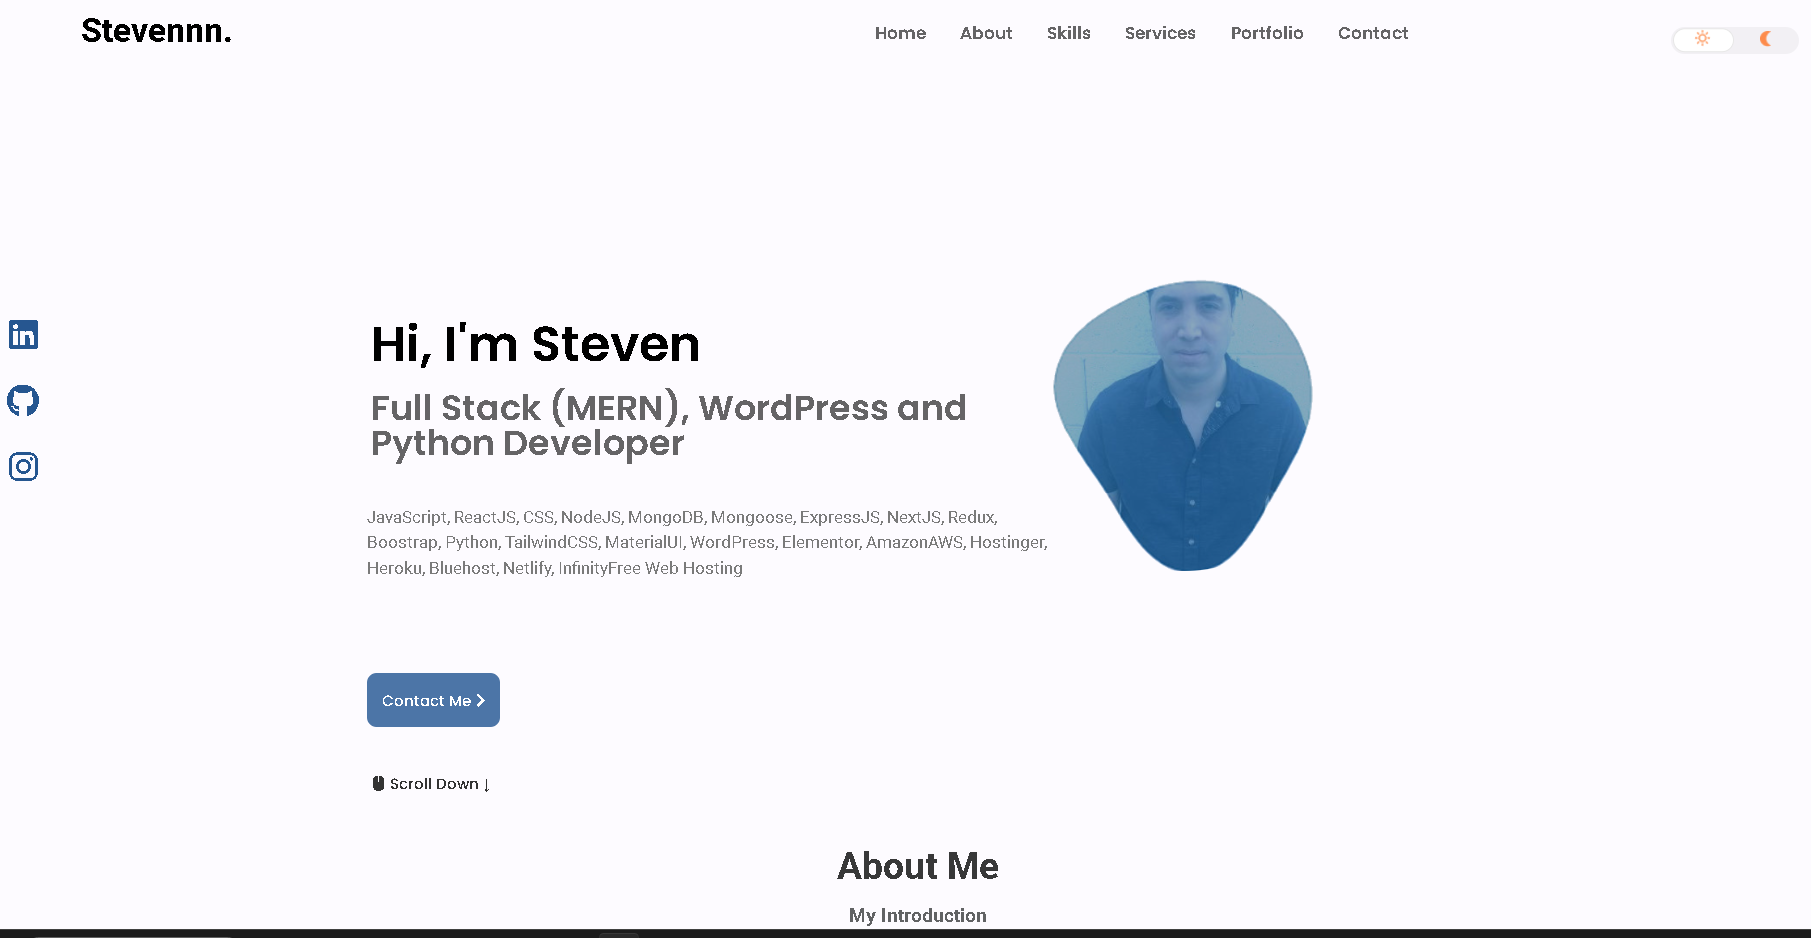 Stevennn.
Home About Skills Services Portfolio Contact
Hi, I'm Steven
Full Stack (MERN), WordPress and
Python Developer
JavaScript, ReactJS, CSS, NodeJS, MongoDB, Mongoose, ExpressJS, NextJS, Redux,
Boostrap, Python, TailwindCSS, MaterialUI, WordPress, Elementor, AmazonAWS, Hostinger,
Heroku, Bluehost, Netlify, InfinityFree Web Hosting
Contact Me
Scroll Down ↓
About Me
My Introduction